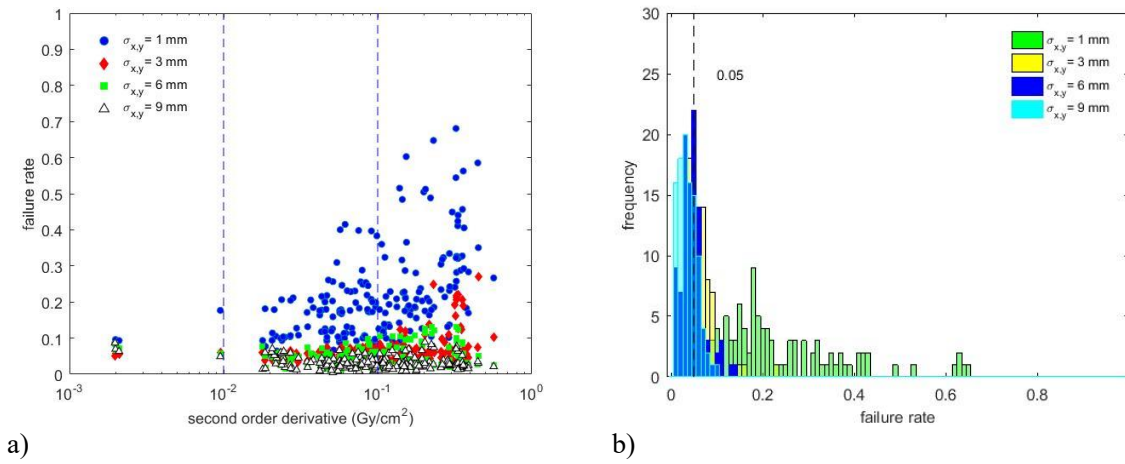 1
0.9
0.8
0.7
0.6
0.5
0.4
0.3
0.2
0.1
0
failure rate
σx,y= 1 mm
σx,y= 3 mm
σx,y= 6 mm
σx,y= 9 mm
10-3 10-2 10-1 100
second order derivative (Gy/cm2)
a)
30
25
20
15
10
5
0
frequency
0.05
σx,y= 1 mm
σx,y= 3 mm
σx,y= 6 mm
σx,y= 9 mm
0 0.2 0.4 0.6 0.8
failure rate
b)